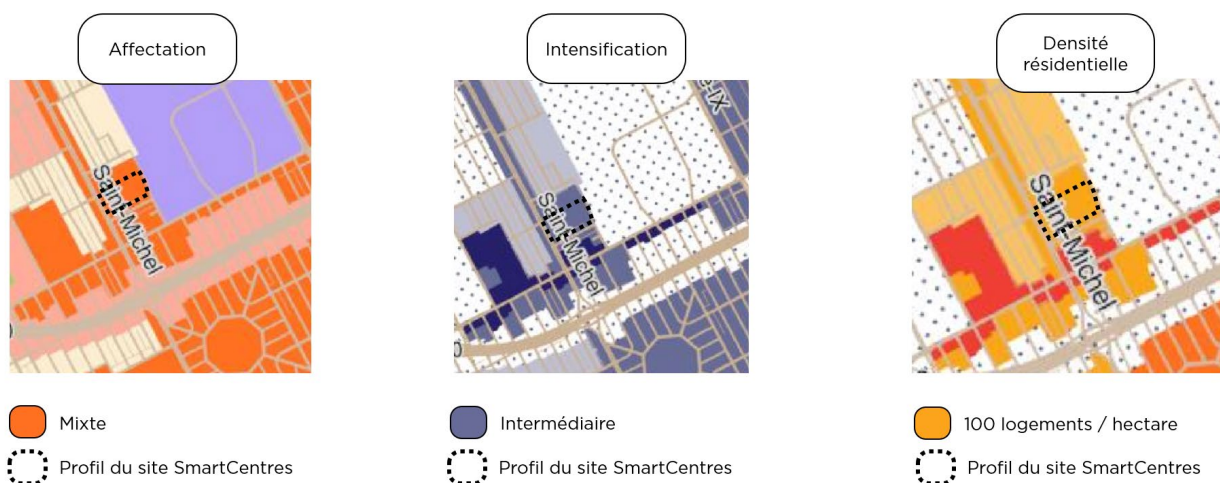 Affectation
Intensification
Densité
résidentielle
Saint-Michel
Saint-Michel
e-IX
Saint-Michel
Mixte
Intermédiaire
100 logements / hectare
Profil du site SmartCentres
Profil du site SmartCentres
Profil du site SmartCentres